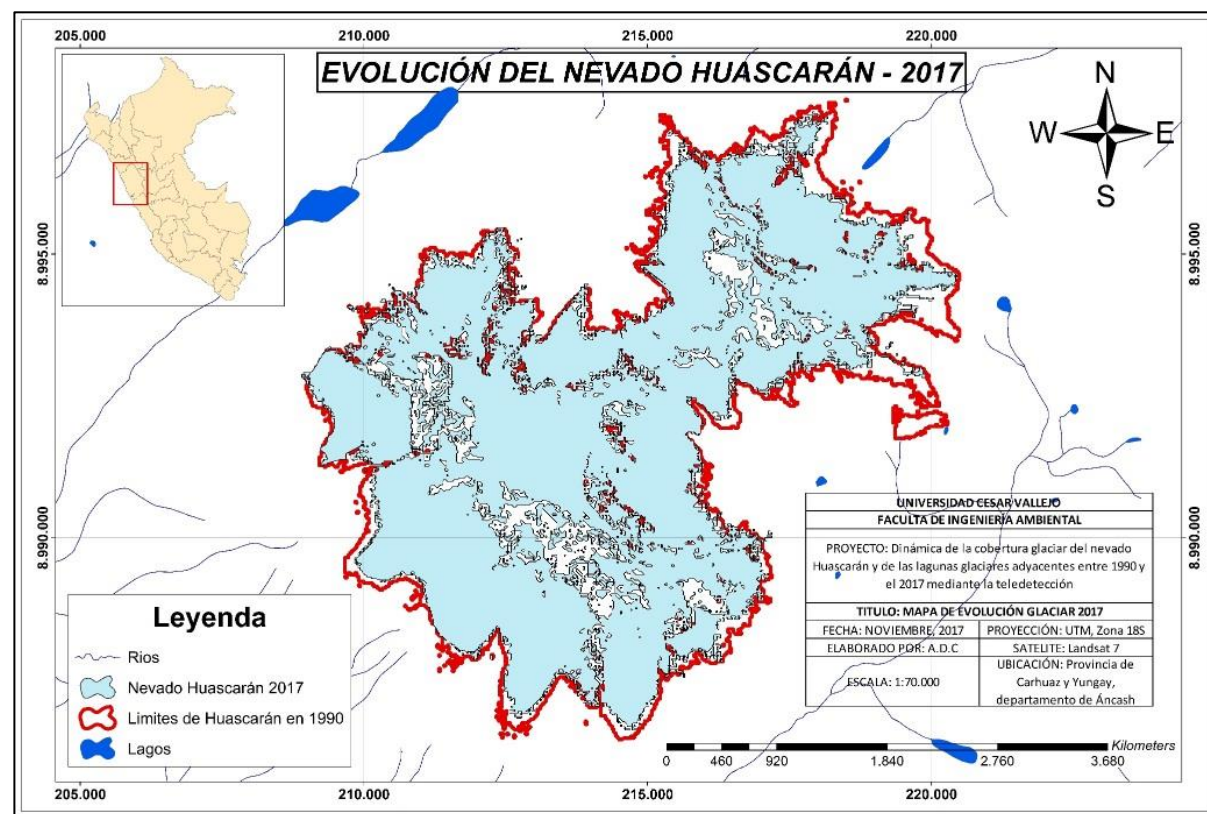 205.000 210.000 215.000 220.000
EVOLUCIÓN DEL NEVADO HUASCARÁN - 2017
N
W E
S
8.995.000 8.995.000
8.990.000 8.990.000
Leyenda
Rios
Nevado Huascarán 2017
Limites de Huascarán en 1990
Lagos
UNIVERSIDAD CESAR VALLEJO
FACULTA DE INGENIERIA AMBIENTAL
PROYECTO: Dinámica de la cobertura glaciar del nevado
Huascarán y de las lagunas glaciares adyacentes entre 1990 y
el 2017 mediante la teledetección
TITULO: MAPA DE EVOLUCIÓN GLACIAR 2017
FECHA: NOVIEMBRE, 2017 PROYECCIÓN: UTM, Zona 18S
ELABORADO POR: A.D.C SATELITE: Landsat 7
ESCALA: 1:70.000 UBICACIÓN: Provincia de
Carhuaz y Yungay,
departamento de Áncash
Kilometers
0 460 920 1.840 2.760 3.680
205.000 210.000 215.000 220.000